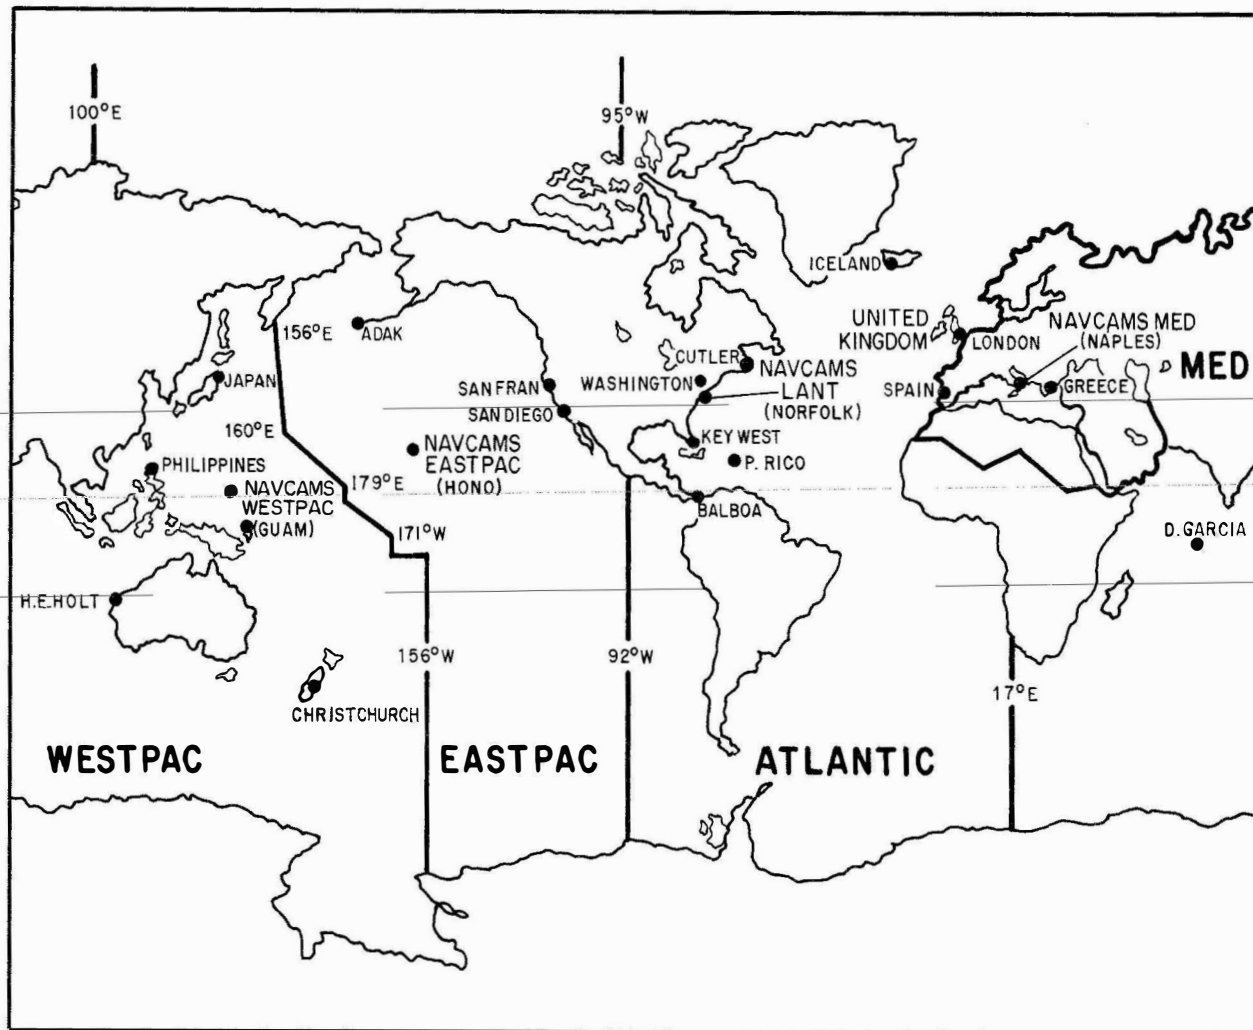 100°E
95°W
ICELAND
UNITED
KINGDOM
LONDON
NAVCAMS MED
(NAPLES)
MED
156°E
ADAK
CUTLER
NAVCAMS
LANT
(NORFOLK)
JAPAN
SAN FRAN
WASHINGTON
SPAIN
GREECE
SAN DIEGO
160°E
NAVCAMS
EASTPAC
(HONO)
KEY WEST
P. RICO
PHILIPPINES
179°E
NAVCAMS
WESTPAC
(GUAM)
BALBOA
171°W
D. GARCIA
H.E.HOLT
156°W
92°W
17°E
CHRISTCHURCH
WESTPAC
EASTPAC
ATLANTIC